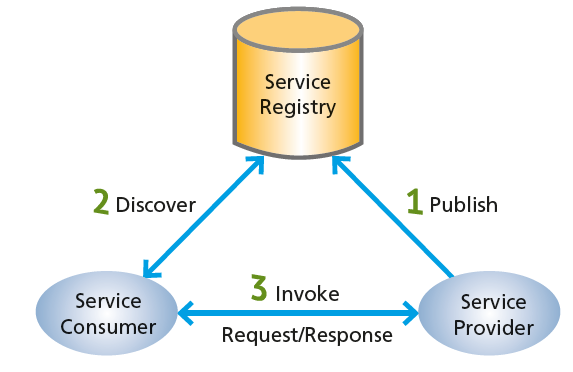 Service
Registry
2 Discover
1 Publish
3 Invoke
Request/Response
Service
Consumer
Service
Provider